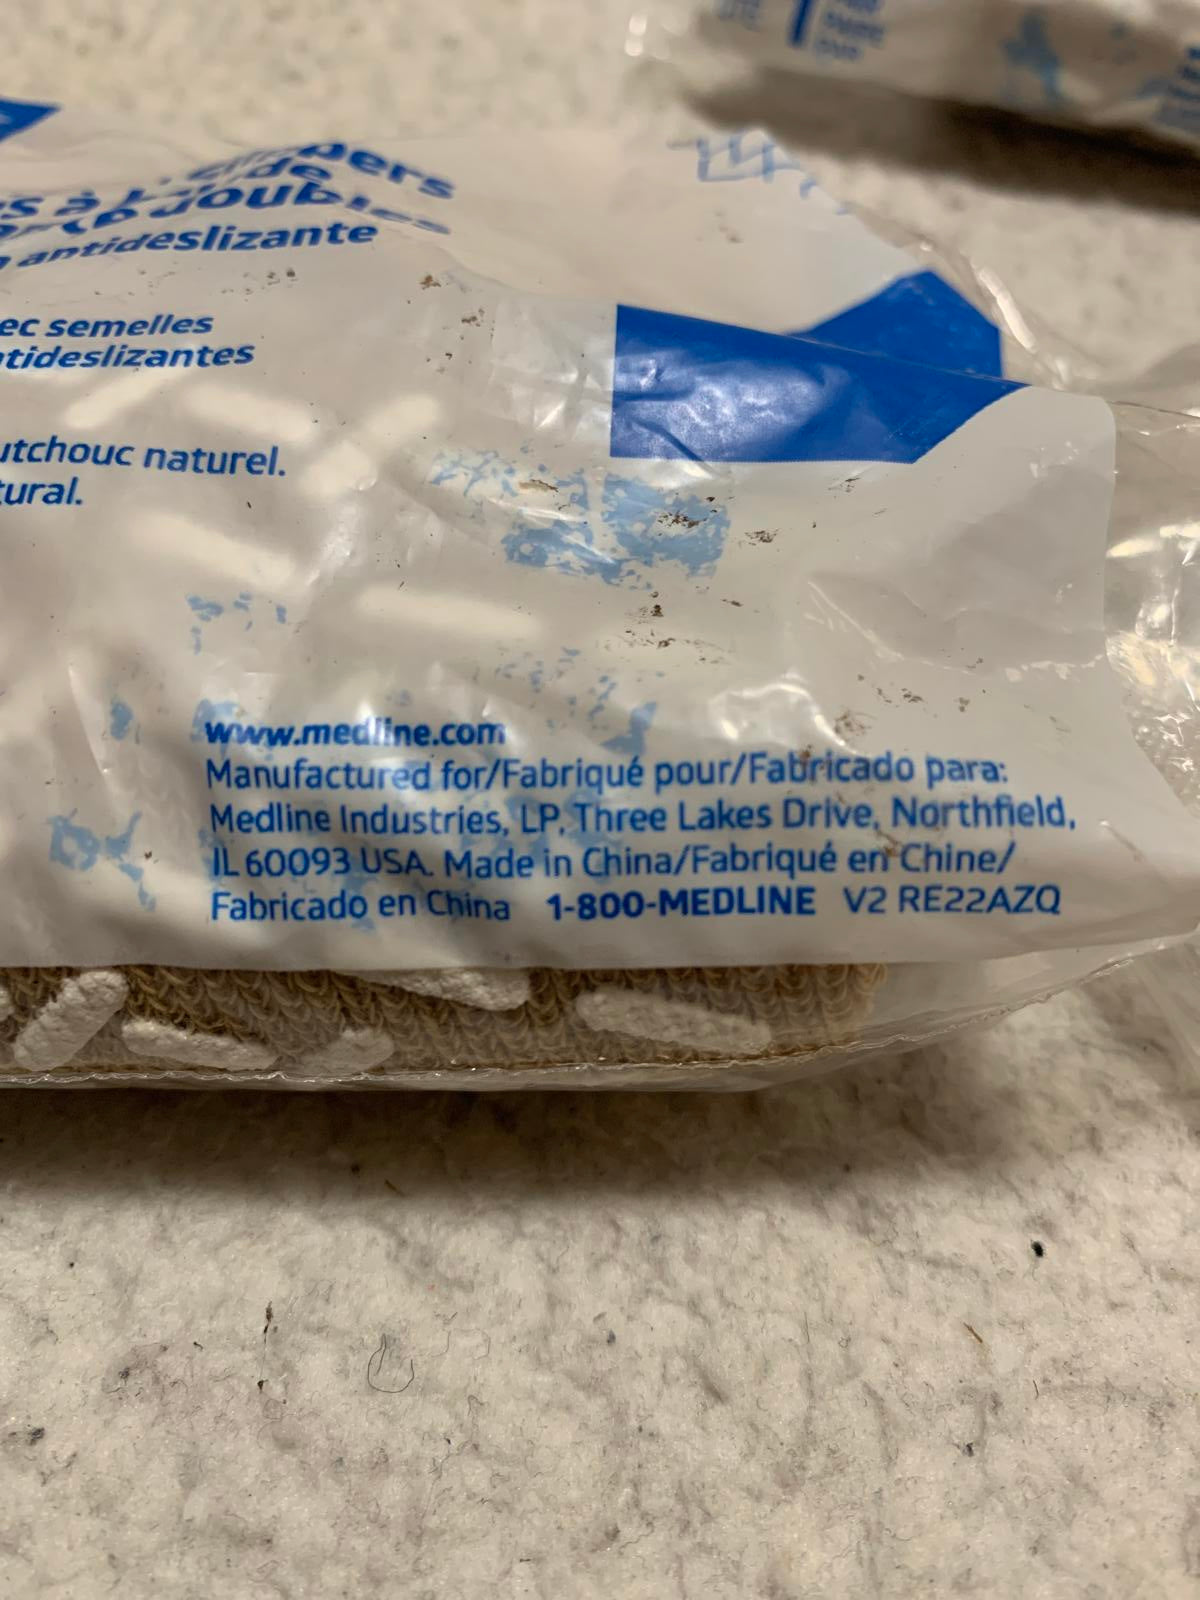 antideslizante
ec semelles
tideslizantes
utchouc naturel.
tural.
www.medline.com
Manufactured for/Fabriqué pour/Fabricado para:
Medline Industries, LP, Three Lakes Drive, Northfield,
IL 60093 USA. Made in China/Fabriqué en Chine/
Fabricado en China 1-800-MEDLINE V2 RE22AZQ